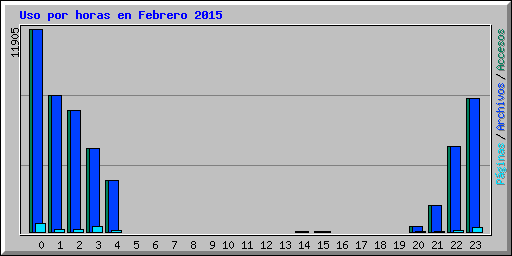 Uso por horas en Febrero 2015
11905
Páginas/Archivos/Accesos
0 1 2 3 4 5 6 7 8 9 10 11 12 13 14 15 16 17 18 19 20 21 22 23